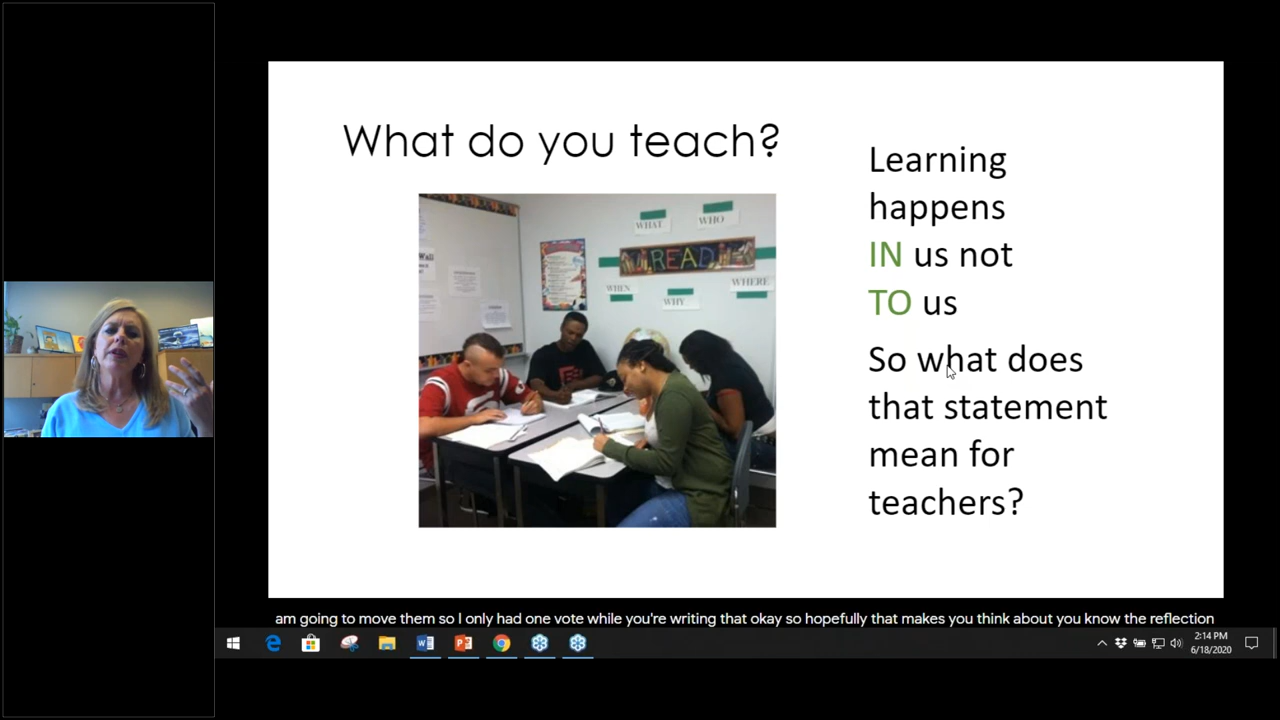 What do you teach?
Learning
happens
IN us not
TO us
So what does
that statement
mean for
teachers?
WHAT
WHO
READ
WHEN
WHERE
WHY
am going to move them so I only had one vote while you're writing that okay so hopefully that makes you think about you know the reflection
2:14 PM
6/18/2020